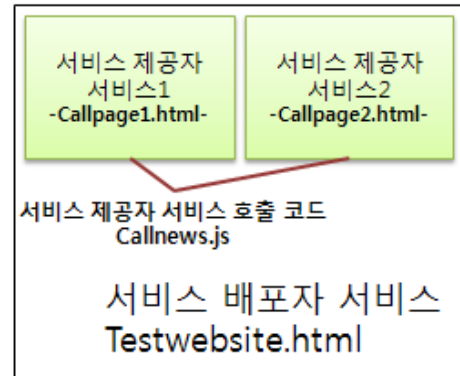 서비스 제공자
서비스1
-Callpage1.html-
서비스 제공자
서비스2
-Callpage2.html-
서비스 제공자 서비스 호출 코드
Callnews.js
서비스 배포자 서비스
Testwebsite.html